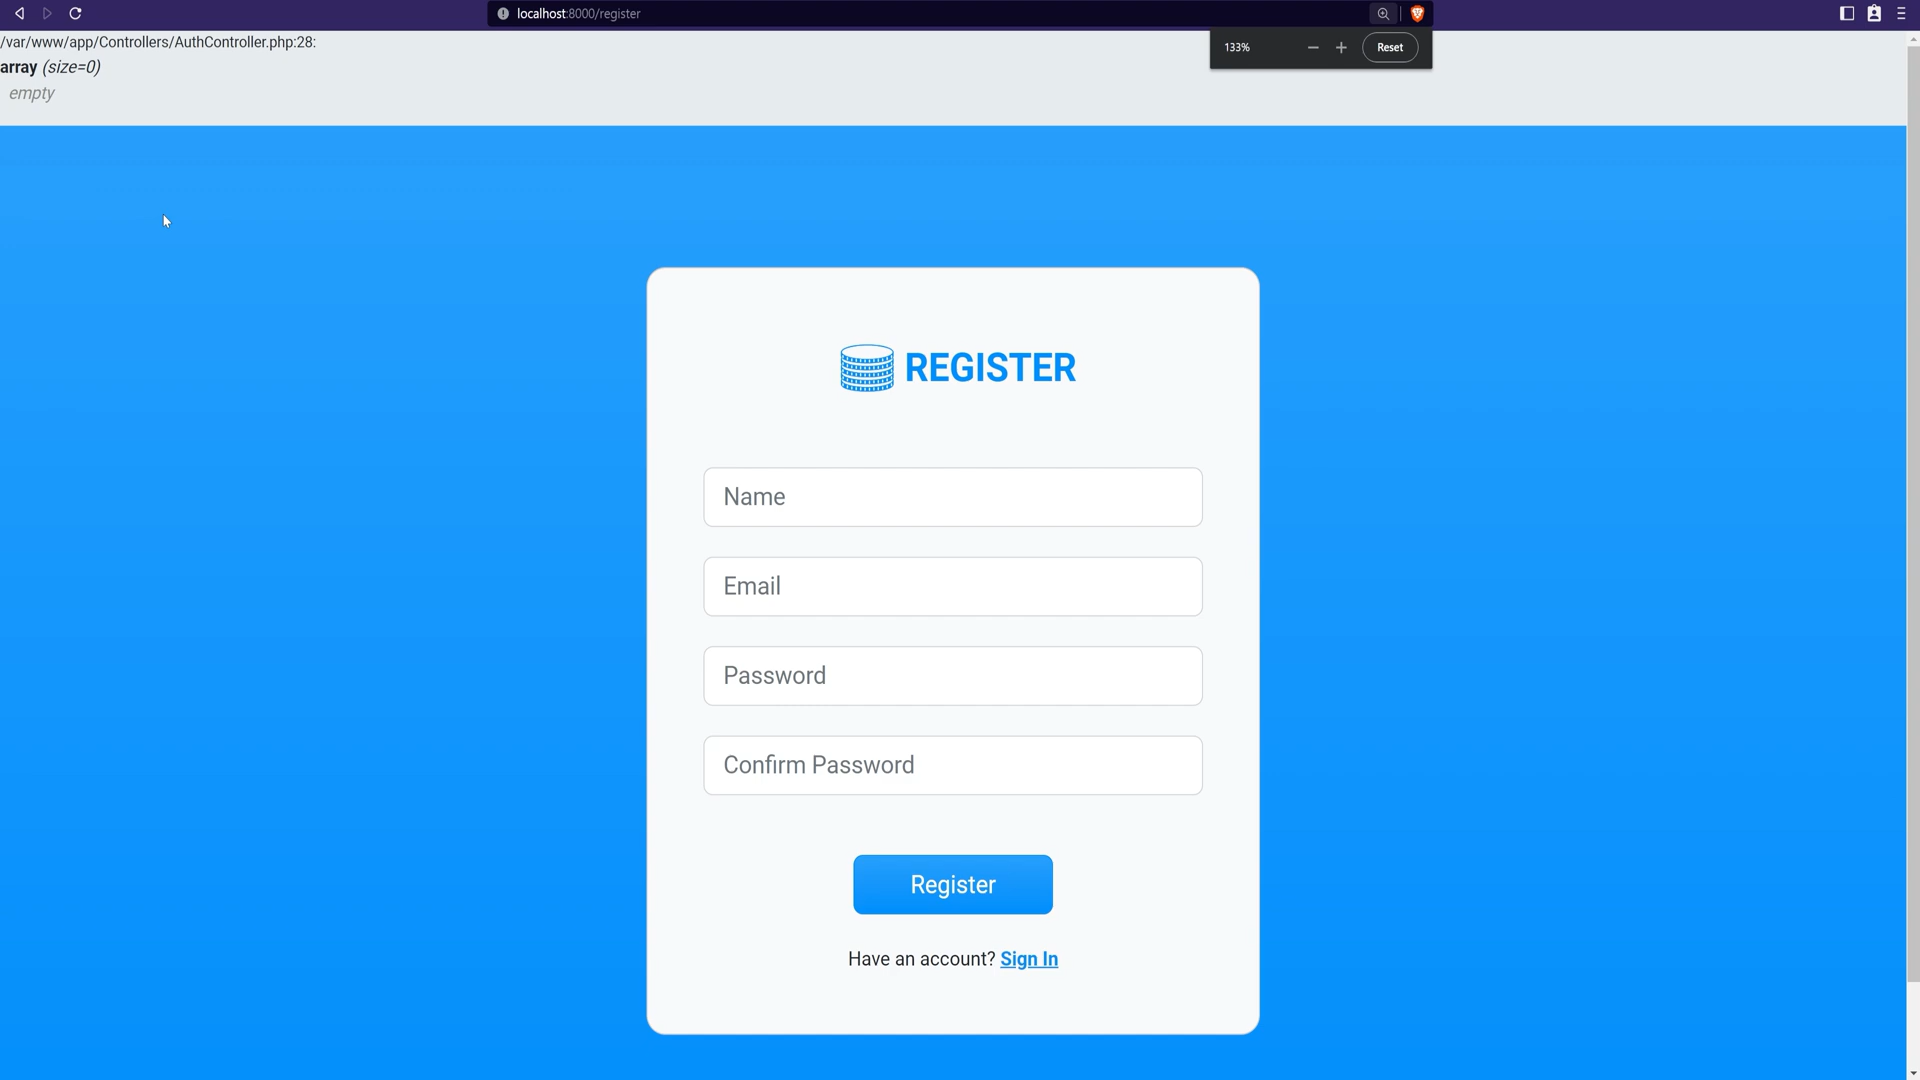 localhost:8000/register
133%
Reset
/var/www/app/Controllers/AuthController.php:28:
array (size=0)
empty
REGISTER
Name
Email
Password
Confirm Password
Register
Have an account? Sign In